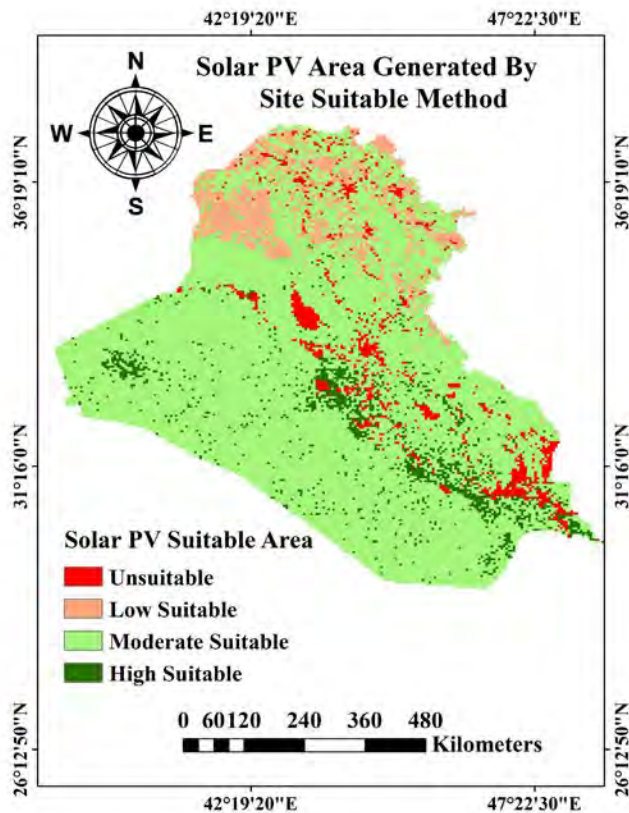 42°19'20"E 47°22'30"E
Solar PV Area Generated By
Site Suitable Method
N
W E
S
36°19'10"N 36°19'10"N
31°16'0"N 31°16'0"N
Solar PV Suitable Area
Unsuitable
Low Suitable
Moderate Suitable
High Suitable
0 60120 240 360 480
Kilometers
26°12'50"N 26°12'50"N
42°19'20"E 47°22'30"E